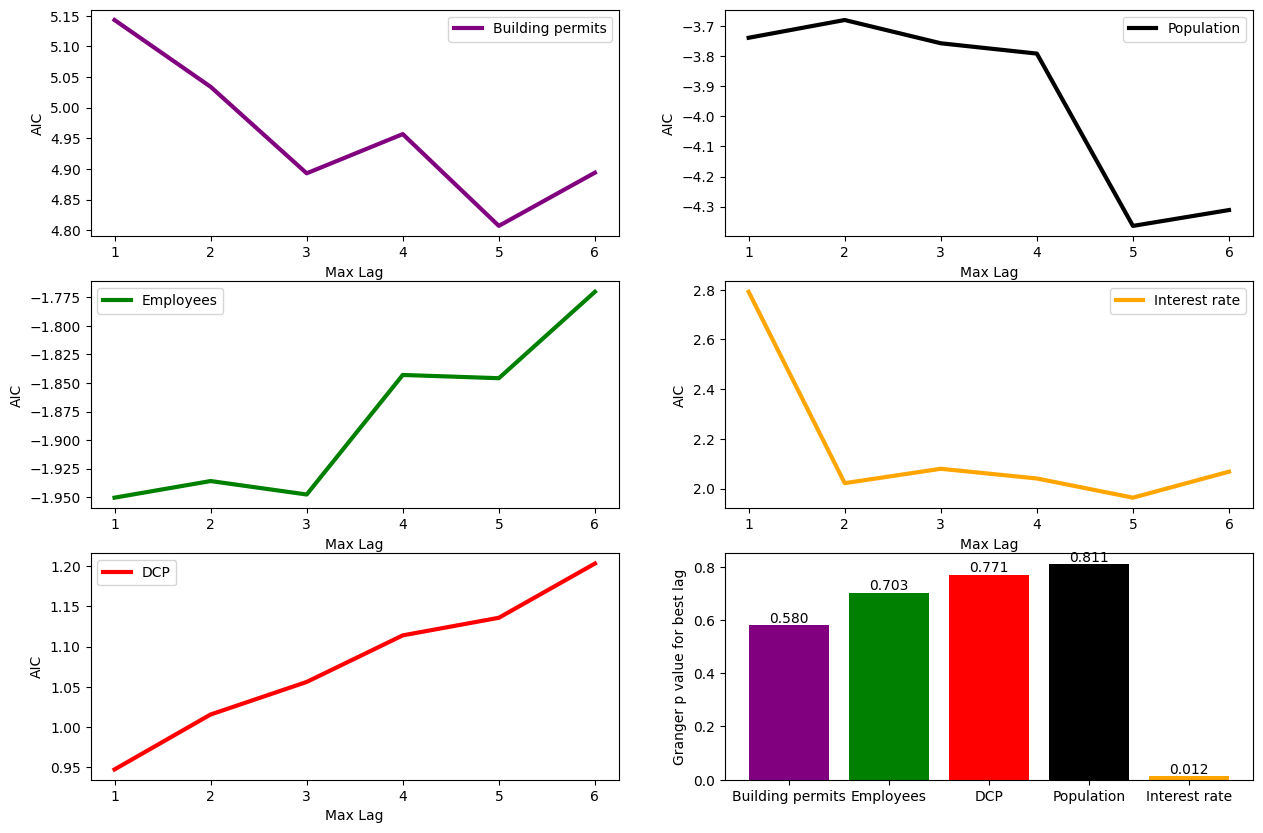 5.15
5.10
5.05
5.00
4.95
4.90
4.85
4.80
AIC
Building permits
1 2 3 4 5 6
Max Lag
−3.7
−3.8
−3.9
−4.0
−4.1
−4.2
−4.3
AIC
Population
1 2 3 4 5 6
Max Lag
−1.775
−1.800
−1.825
−1.850
−1.875
−1.900
−1.925
−1.950
AIC
Employees
1 2 3 4 5 6
Max Lag
2.8
2.6
2.4
2.2
2.0
AIC
Interest rate
1 2 3 4 5 6
Max Lag
1.20
1.15
1.10
1.05
1.00
0.95
AIC
DCP
1 2 3 4 5 6
Max Lag
0.8
0.6
0.4
0.2
0.0
Granger p value for best lag
0.580
0.703
0.771
0.811
0.012
Building permits Employees DCP Population Interest rate